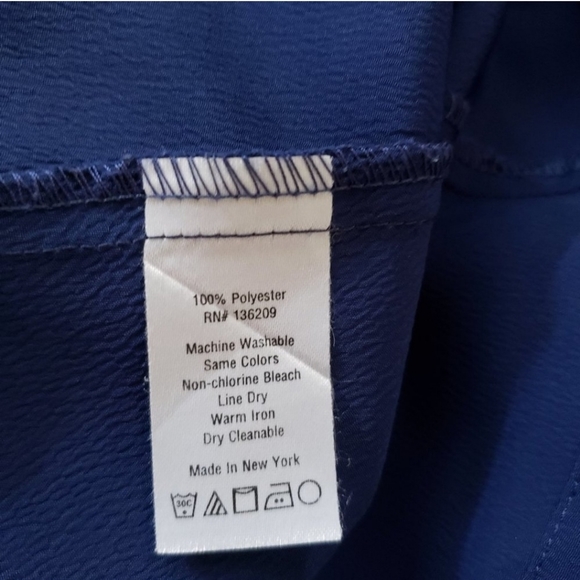 100% Polyester
RN# 136209
Machine Washable
Same Colors
Non-chlorine Bleach
Line Dry
Warm Iron
Dry Cleanable
Made In New York
30C